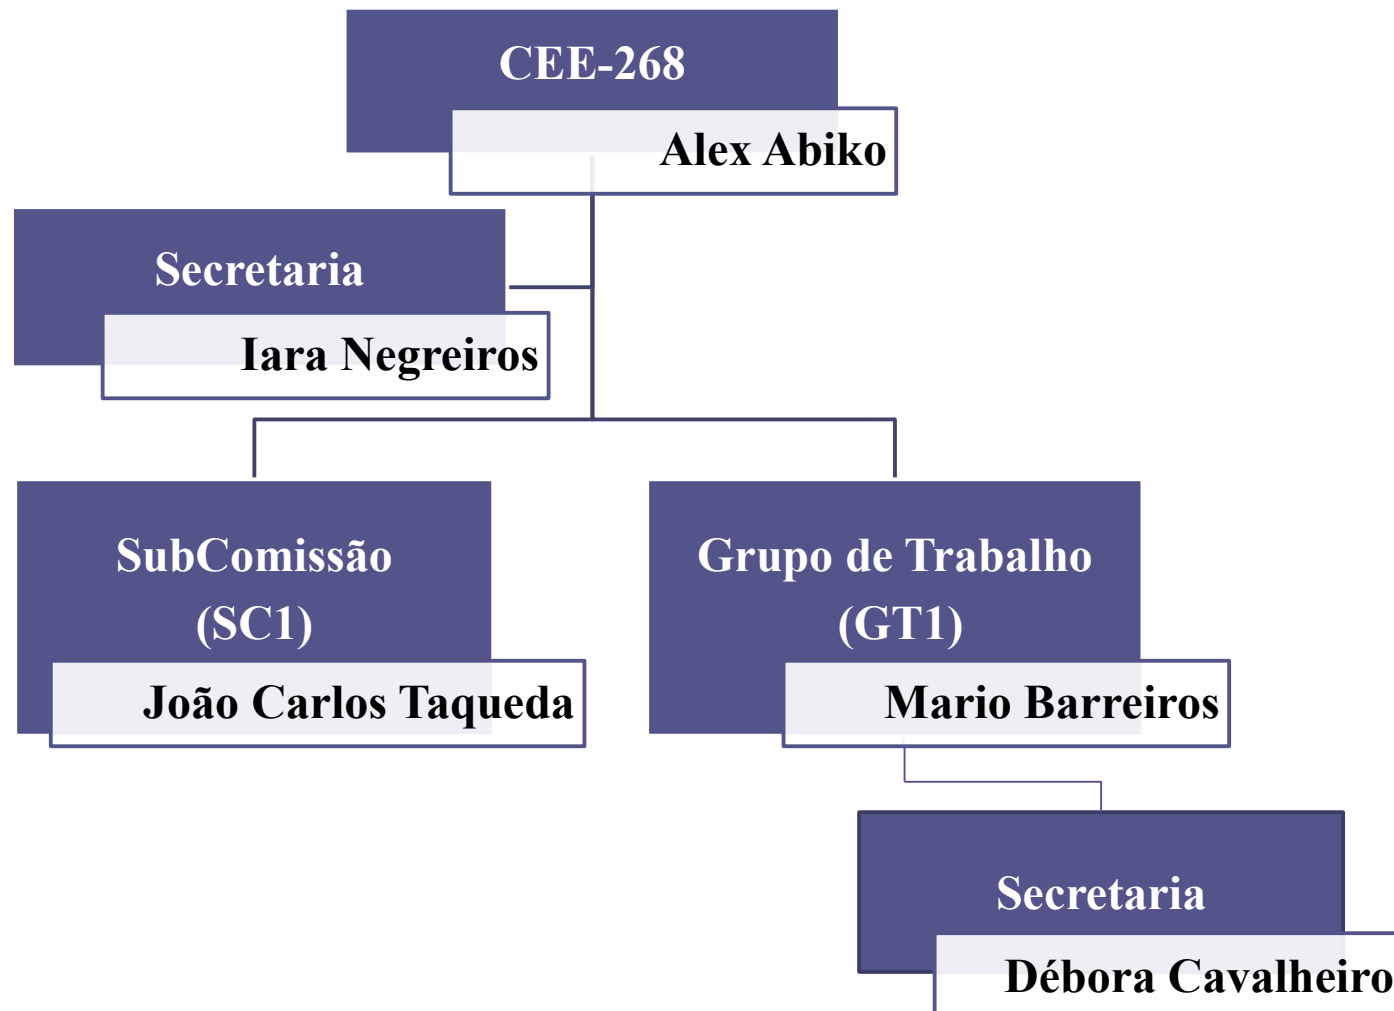 CEE-268
Alex Abiko
Secretaria
Iara Negreiros
SubComissão
(SC1)
João Carlos Taqueda
Grupo de Trabalho
(GT1)
Mario Barreiros
Secretaria
Débora Cavalheiro